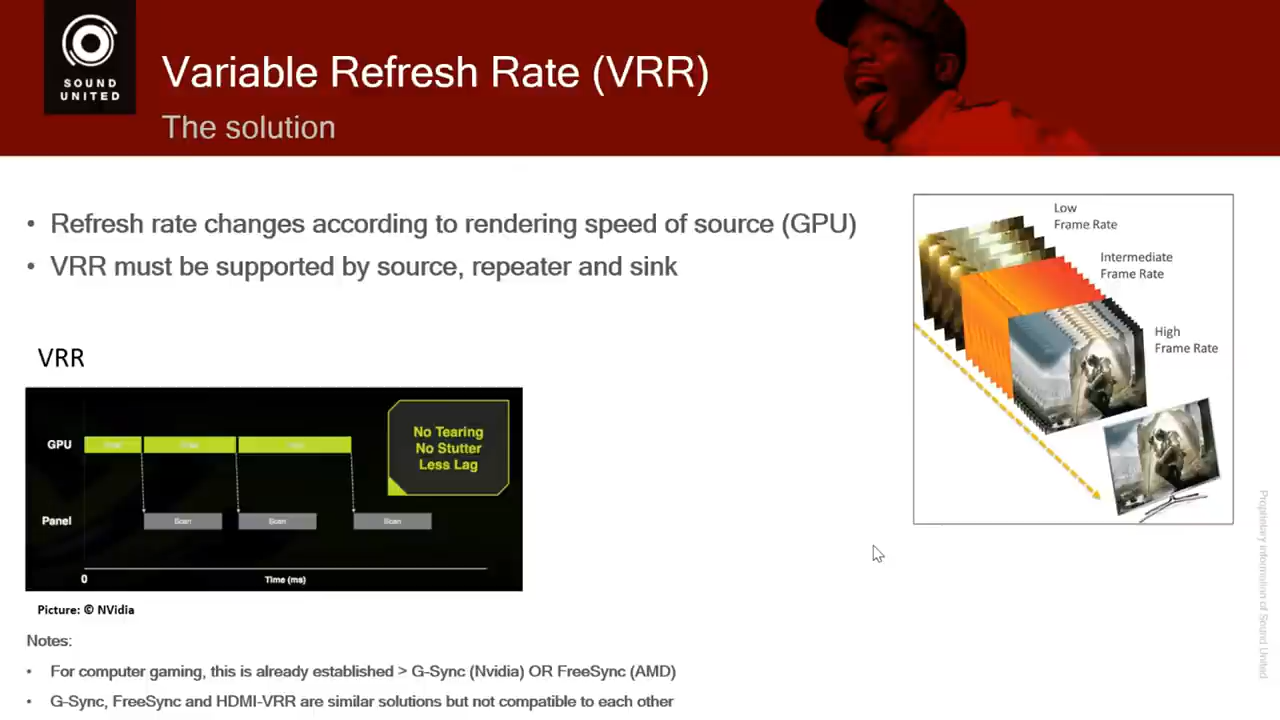 SOUND
UNITED
Variable Refresh Rate (VRR)
The solution
• Refresh rate changes according to rendering speed of source (GPU)
• VRR must be supported by source, repeater and sink
Low
Frame Rate
Intermediate
Frame Rate
High
Frame Rate
VRR
GPU
No Tearing
No Stutter
Less Lag
Panel
Scan
Scan
Scan
0
Time (ms)
Picture: © NVidia
Notes:
• For computer gaming, this is already established > G-Sync (Nvidia) OR FreeSync (AMD)
• G-Sync, FreeSync and HDMI-VRR are similar solutions but not compatible to each other
Proprietary information of Sound United